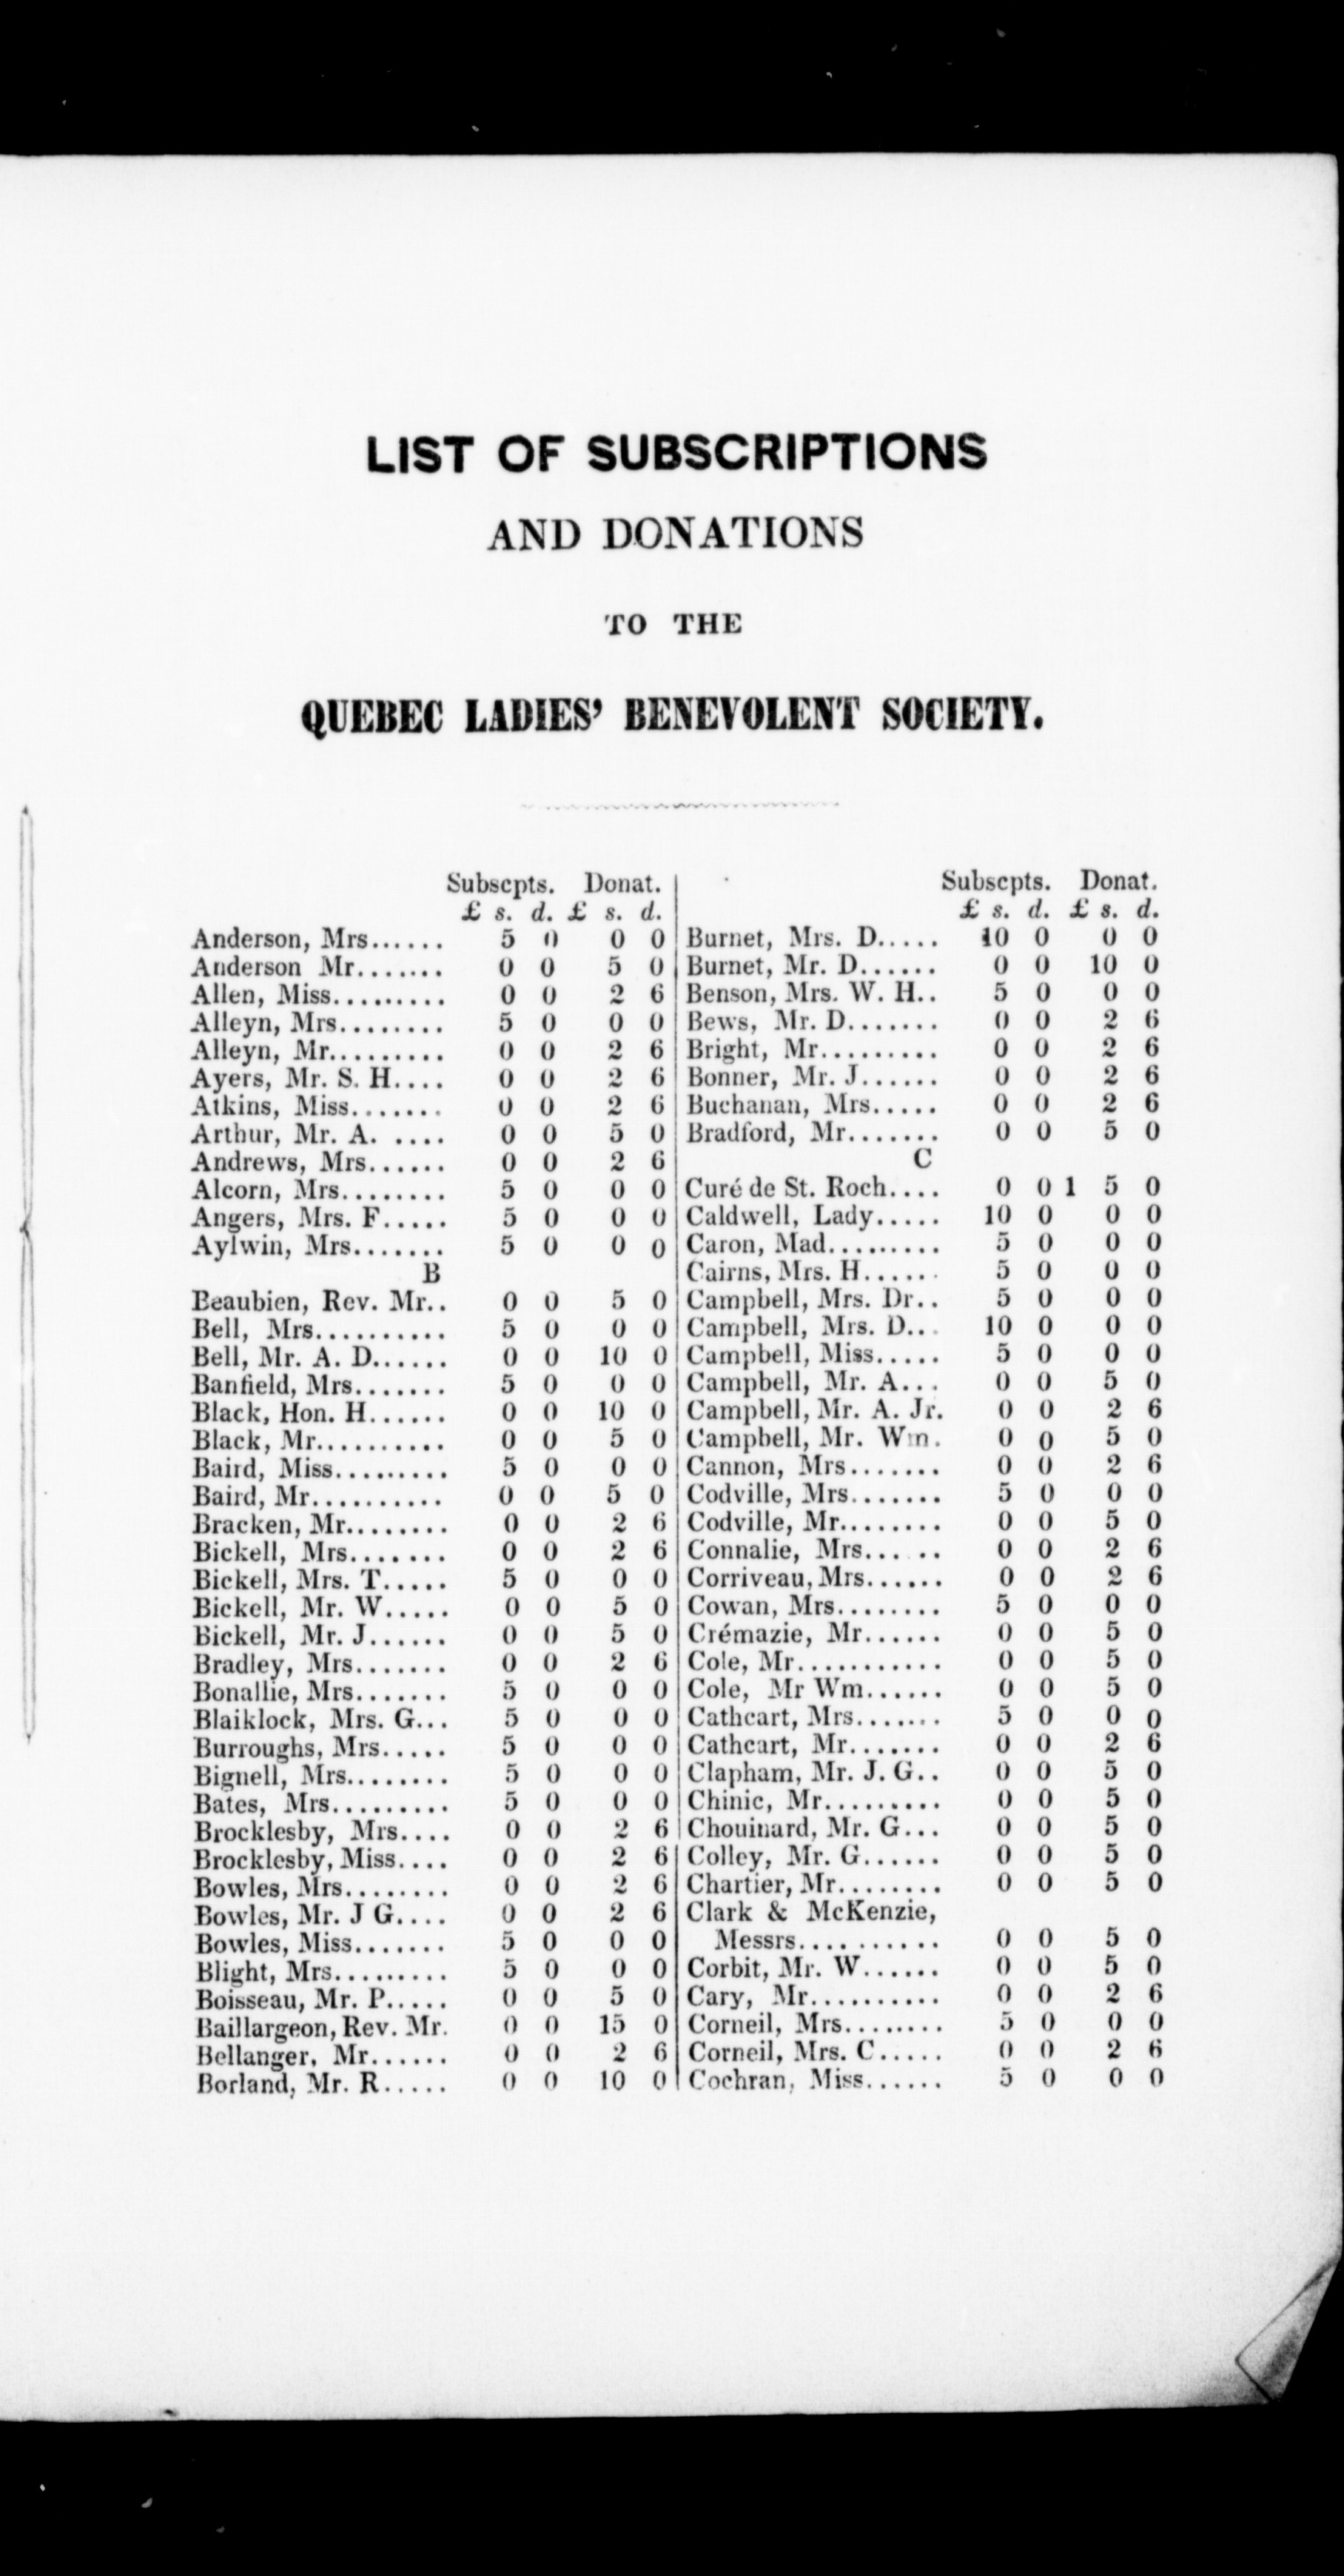 LIST OF SUBSCRIPTIONS
AND DONATIONS
TO THE
QUEBEC LADIES' BENEVOLENT SOCIETY.
Subscpts. Donat.
£ s. d. £ s. d.
Anderson, Mrs...... 5 0 0 0
Anderson Mr....... 0 0 5 0
Allen, Miss......... 0 0 2 6
Alleyn, Mrs........ 5 0 0 0
Alleyn, Mr......... 0 0 2 6
Ayers, Mr. S. H.... 0 0 2 6
Atkins, Miss....... 0 0 2 6
Arthur, Mr. A. .... 0 0 5 0
Andrews, Mrs...... 0 0 2 6
Alcorn, Mrs........ 5 0 0 0
Angers, Mrs. F..... 5 0 0 0
Aylwin, Mrs....... 5 0 0 0
B
Beaubien, Rev. Mr.. 0 0 5 0
Bell, Mrs.......... 5 0 0 0
Bell, Mr. A. D...... 0 0 10 0
Banfield, Mrs....... 5 0 0 0
Black, Hon. H...... 0 0 10 0
Black, Mr.......... 0 0 5 0
Baird, Miss......... 5 0 0 0
Baird, Mr.......... 0 0 5 0
Bracken, Mr........ 0 0 2 6
Bickell, Mrs....... 0 0 2 6
Bickell, Mrs. T..... 5 0 0 0
Bickell, Mr. W..... 0 0 5 0
Bickell, Mr. J...... 0 0 5 0
Bradley, Mrs....... 0 0 2 6
Bonallie, Mrs....... 5 0 0 0
Blaiklock, Mrs. G... 5 0 0 0
Burroughs, Mrs..... 5 0 0 0
Bignell, Mrs........ 5 0 0 0
Bates, Mrs......... 5 0 0 0
Brocklesby, Mrs.... 0 0 2 6
Brocklesby, Miss.... 0 0 2 6
Bowles, Mrs........ 0 0 2 6
Bowles, Mr. J G.... 0 0 2 6
Bowles, Miss....... 5 0 0 0
Blight, Mrs......... 5 0 0 0
Boisseau, Mr. P..... 0 0 5 0
Baillargeon, Rev. Mr. 0 0 15 0
Bellanger, Mr...... 0 0 2 6
Borland, Mr. R..... 0 0 10 0
Subscpts. Donat.
£ s. d. £ s. d.
Burnet, Mrs. D..... 10 0 0 0
Burnet, Mr. D...... 0 0 10 0
Benson, Mrs. W. H.. 5 0 0 0
Bews, Mr. D....... 0 0 2 6
Bright, Mr......... 0 0 2 6
Bonner, Mr. J...... 0 0 2 6
Buchanan, Mrs..... 0 0 2 6
Bradford, Mr....... 0 0 5 0
C
Curé de St. Roch.... 0 0 1 5 0
Caldwell, Lady..... 10 0 0 0
Caron, Mad......... 5 0 0 0
Cairns, Mrs. H...... 5 0 0 0
Campbell, Mrs. Dr.. 5 0 0 0
Campbell, Mrs. D... 10 0 0 0
Campbell, Miss..... 5 0 0 0
Campbell, Mr. A... 0 0 5 0
Campbell, Mr. A. Jr. 0 0 2 6
Campbell, Mr. Wm. 0 0 5 0
Cannon, Mrs....... 0 0 2 6
Codville, Mrs....... 5 0 0 0
Codville, Mr........ 0 0 5 0
Connalie, Mrs... .. 0 0 2 6
Corriveau, Mrs...... 0 0 2 6
Cowan, Mrs........ 5 0 0 0
Crémazie, Mr...... 0 0 5 0
Cole, Mr........... 0 0 5 0
Cole, Mr Wm...... 0 0 5 0
Cathcart, Mrs....... 5 0 0 0
Cathcart, Mr....... 0 0 2 6
Clapham, Mr. J. G.. 0 0 5 0
Chinic, Mr......... 0 0 5 0
Chouinard, Mr. G... 0 0 5 0
Colley, Mr. G...... 0 0 5 0
Chartier, Mr........ 0 0 5 0
Clark & McKenzie,
Messrs.......... 0 0 5 0
Corbit, Mr. W...... 0 0 5 0
Cary, Mr.......... 0 0 2 6
Corneil, Mrs........ 5 0 0 0
Corneil, Mrs. C..... 0 0 2 6
Cochran, Miss...... 5 0 0 0